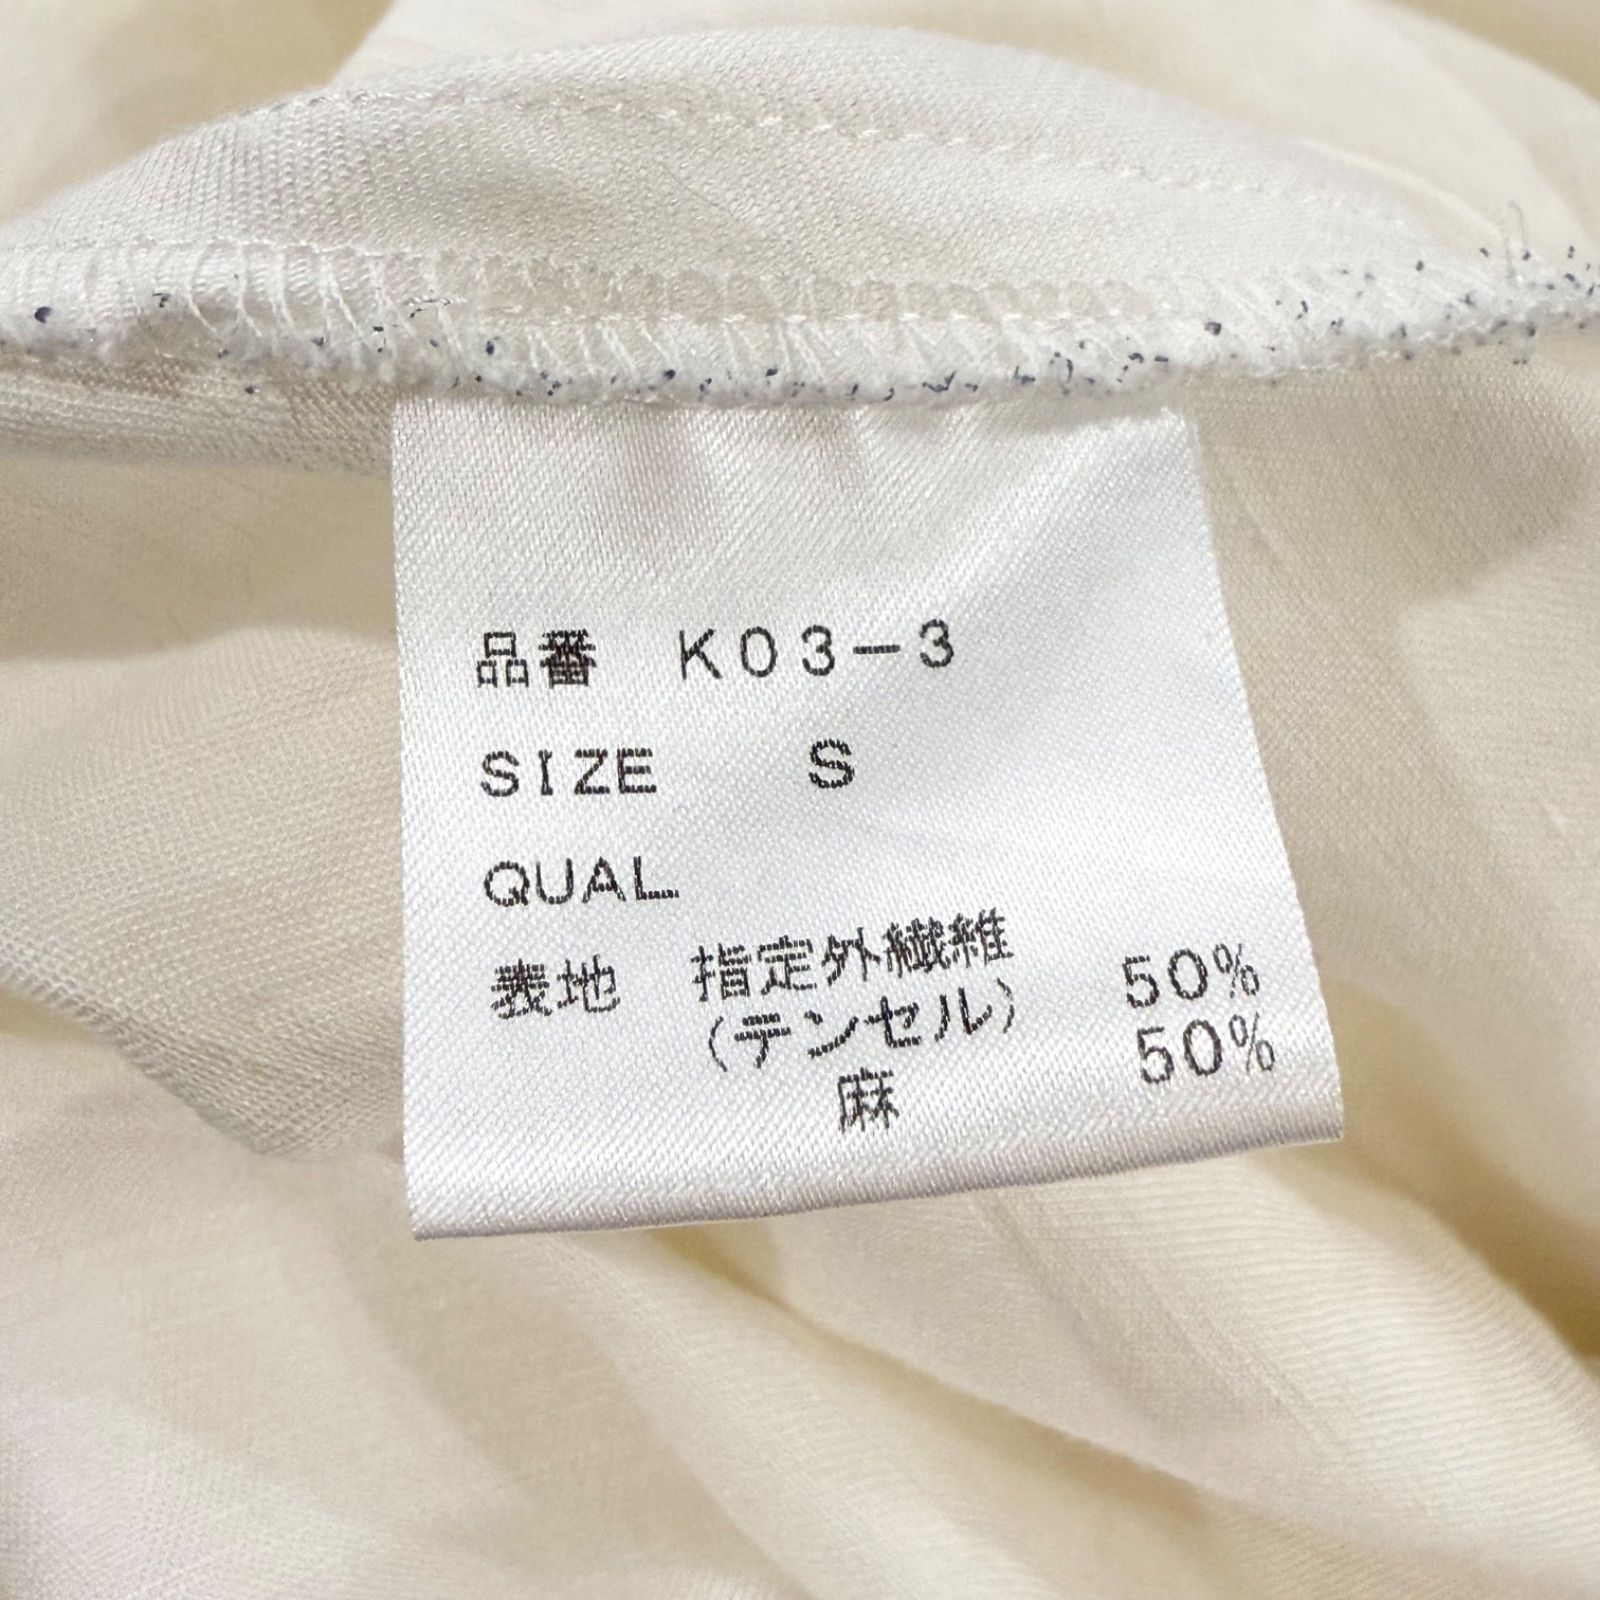 品番 K03-3
SIZE S
QUAL
表地 指定外繊維 50%
(テンセル)
麻 50%